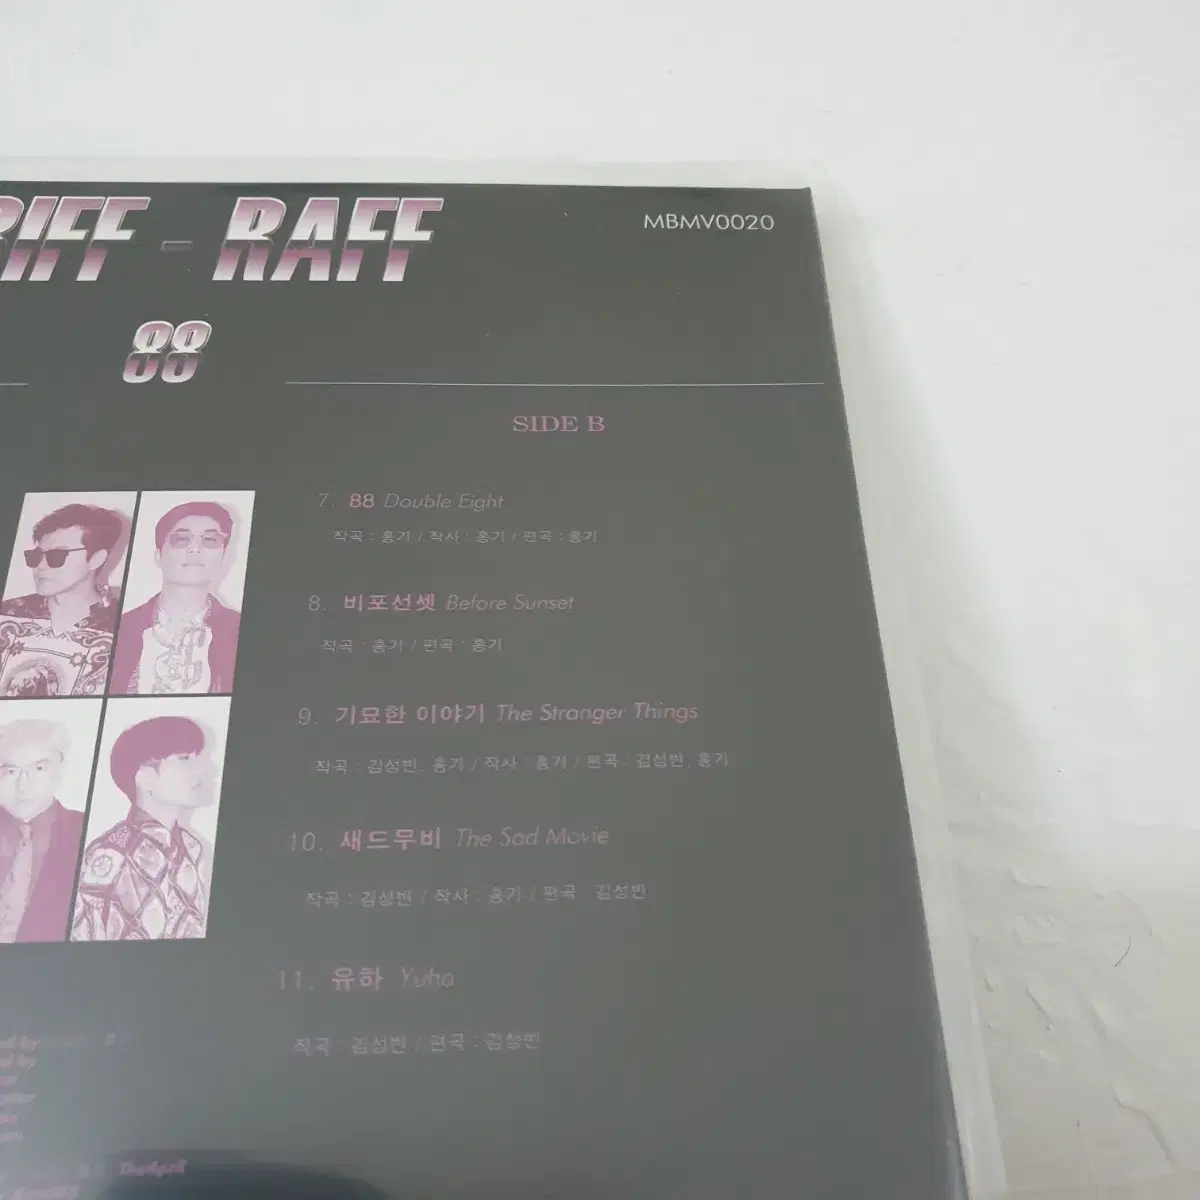 RIFF - RAFF
MBMV0020
88
SIDE B
7. 88 Double Eight
작곡 : 홍기 / 작사 : 홍기 / 편곡 : 홍기
8. 비포선셋 Before Sunset
작곡 : 홍기 / 편곡 : 홍기
9. 기묘한 이야기 The Stranger Things
작곡 : 김성빈, 홍기 / 작사 : 홍기 / 편곡 : 김성빈, 홍기
10. 새드무비 The Sad Movie
작곡 : 김성빈 / 작사 : 홍기 / 편곡 김성빈
11. 유하 Yuha
작곡 : 김성빈 / 편곡 : 김성빈
by
by